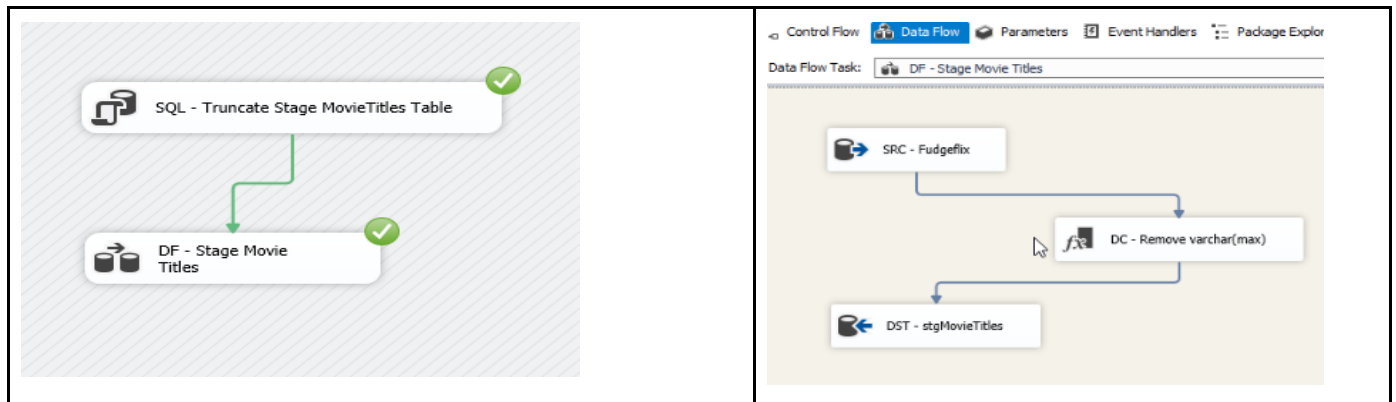 SQL - Truncate Stage MovieTitles Table
DF - Stage Movie
Titles
Control Flow Data Flow Parameters Event Handlers Package Explor
Data Flow Task: DF - Stage Movie Titles
SRC - Fudgeflix
fx DC - Remove varchar(max)
DST - stgMovieTitles